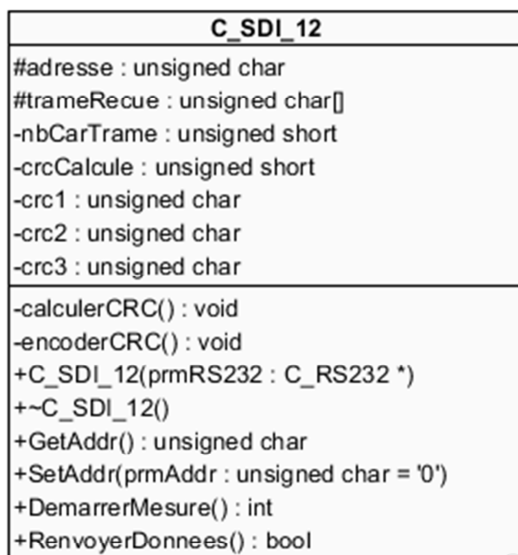 C_SDI_12
#adresse : unsigned char
#trameRecue : unsigned char[]
-nbCarTrame : unsigned short
-crcCalcule : unsigned short
-crc1 : unsigned char
-crc2 : unsigned char
-crc3 : unsigned char
-calculerCRC() : void
-encoderCRC() : void
+C_SDI_12(prmRS232 : C_RS232 *)
+~C_SDI_12()
+GetAddr() : unsigned char
+SetAddr(prmAddr : unsigned char = '0')
+DemarrerMesure() : int
+RenvoyerDonnees() : bool